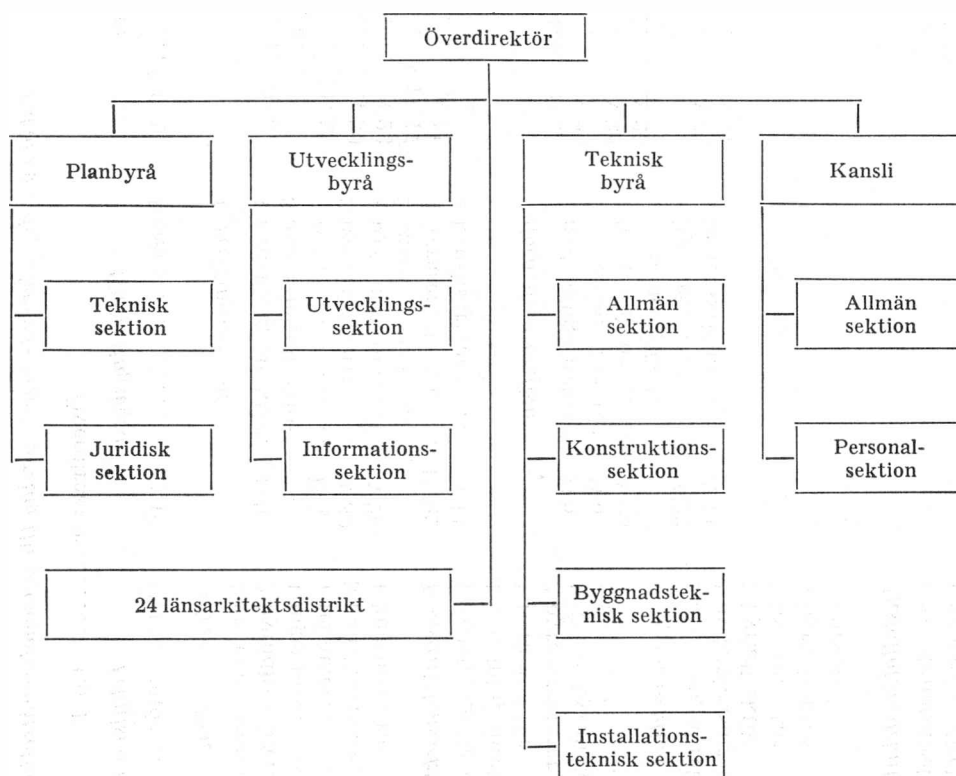 Överdirektör
Planbyrå
Utvecklings-
byrå
Teknisk
byrå
Kansli
Teknisk
sektion
Utvecklings-
sektion
Allmän
sektion
Allmän
sektion
Juridisk
sektion
Informations-
sektion
Konstruktions-
sektion
Personal-
sektion
24 länsarkitektsdistrikt
Byggnadstek-
nisk sektion
Installations-
teknisk sektion